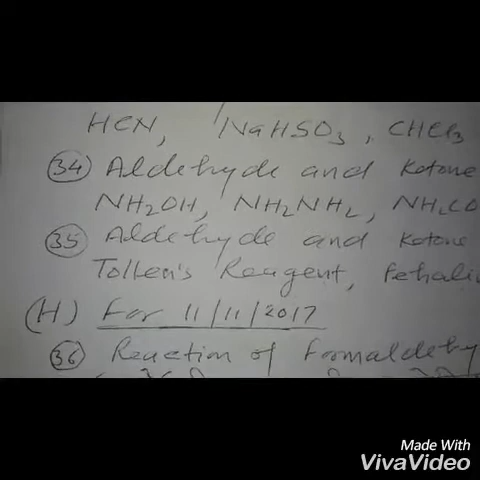 HCN, NaHSO3, CHCl3
(34) Aldehyde and Ketone
NH2OH, NH2NH2, NH2CO
(35) Aldehyde and Ketone
Tollen's Reagent, Fehali
(H) For 11/11/2017
(36) Reaction of Formaldehy
Made With
VivaVideo